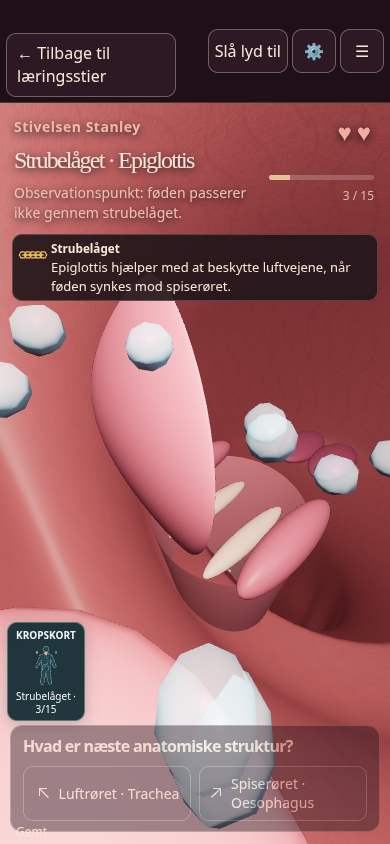 ← Tilbage til
læringsstier
Slå lyd til
Stivelsen Stanley
Strubelåget · Epiglottis
Observationspunkt: føden passerer
ikke gennem strubelåget.
3 / 15
Strubelåget
Epiglottis hjælper med at beskytte luftvejene, når
føden synkes mod spiserøret.
KROPSKORT
Strubelåget ·
3/15
Hvad er næste anatomiske struktur?
↖ Luftrøret · Trachea
↗ Spiserøret ·
Oesophagus
Gemt